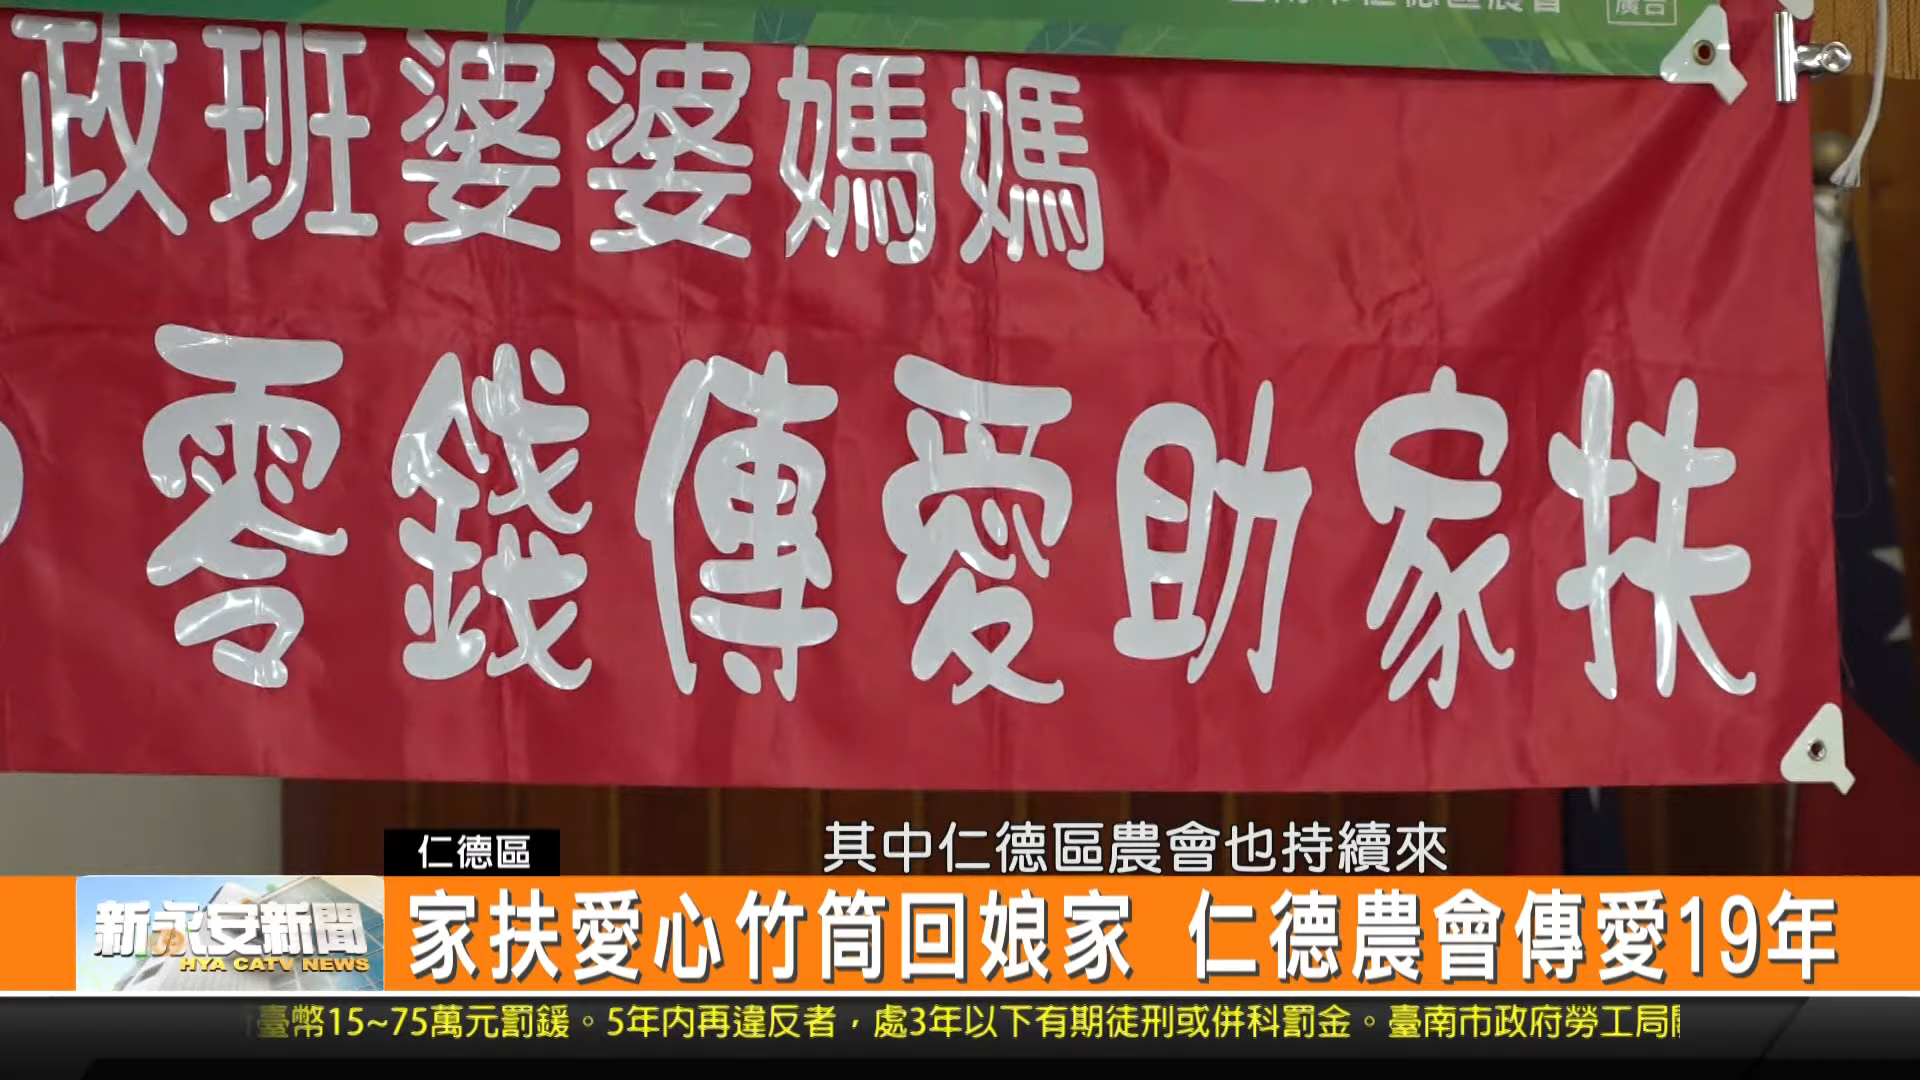 廣告
政班婆婆媽媽
零錢傳愛助家扶
其中仁德區農會也持續來
仁德區
家扶愛心竹筒回娘家 仁德農會傳愛19年
新永安新聞
HYA CATV NEWS
臺幣15~75萬元罰鍰。5年內再違反者，處3年以下有期徒刑或併科罰金。臺南市政府勞工局